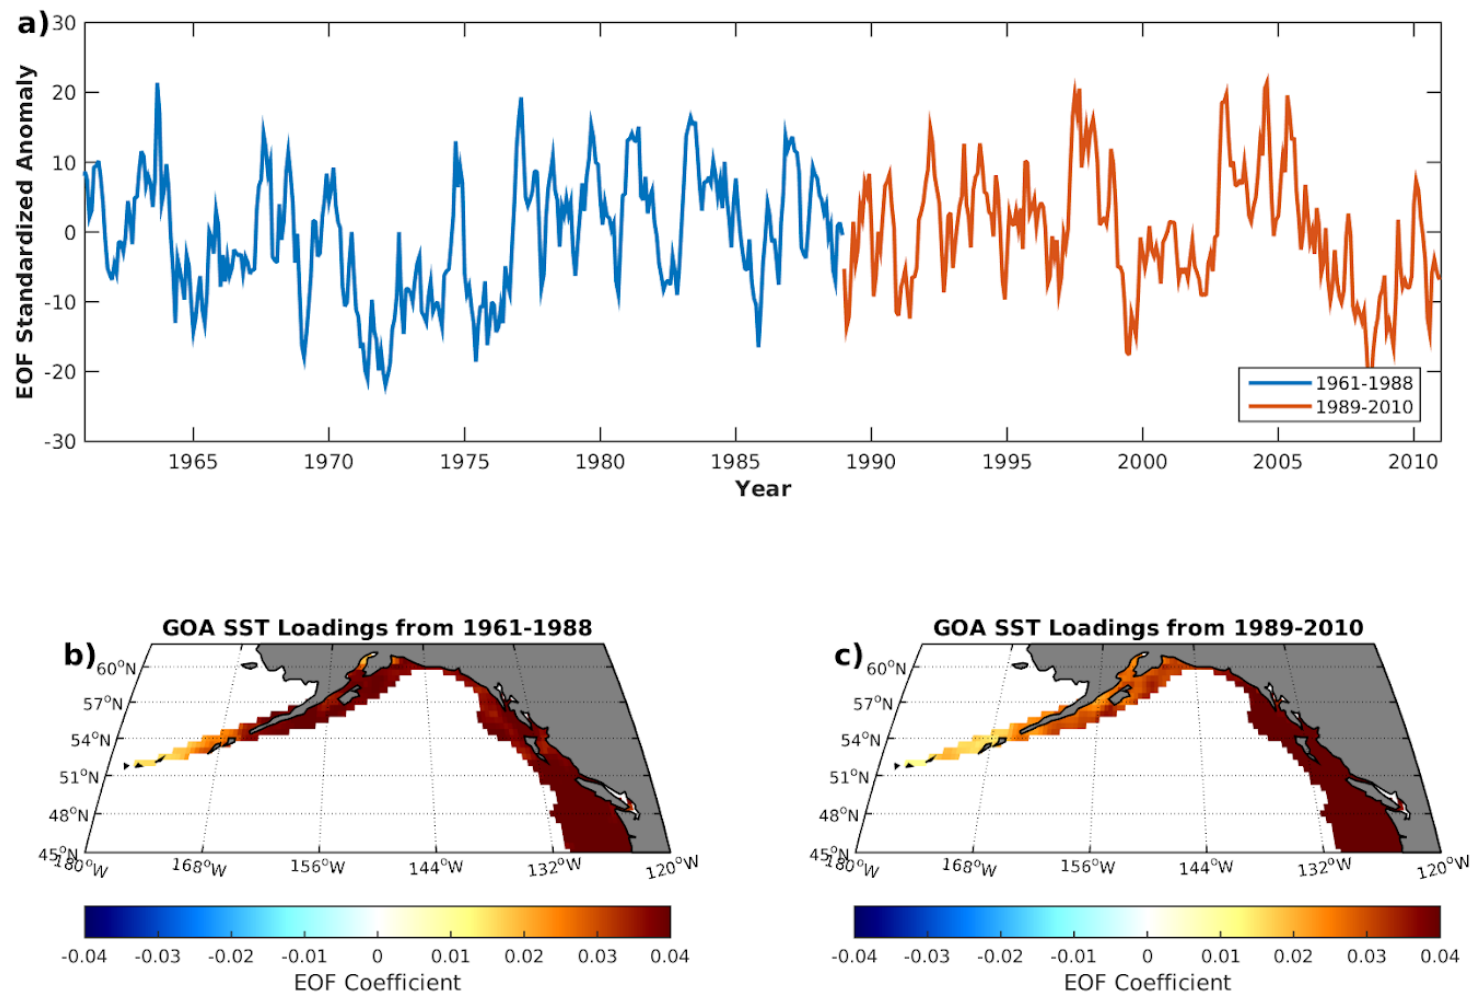 a)
30
20
10
0
-10
-20
-30
EOF Standardized Anomaly
1961-1988
1989-2010
1965 1970 1975 1980 1985 1990 1995 2000 2005 2010
Year
GOA SST Loadings from 1961-1988
b)
60°N
57°N
54°N
51°N
48°N
45°N
180°W 168°W 156°W 144°W 132°W 120°W
-0.04 -0.03 -0.02 -0.01 0 0.01 0.02 0.03 0.04
EOF Coefficient
GOA SST Loadings from 1989-2010
c)
60°N
57°N
54°N
51°N
48°N
45°N
180°W 168°W 156°W 144°W 132°W 120°W
-0.04 -0.03 -0.02 -0.01 0 0.01 0.02 0.03 0.04
EOF Coefficient